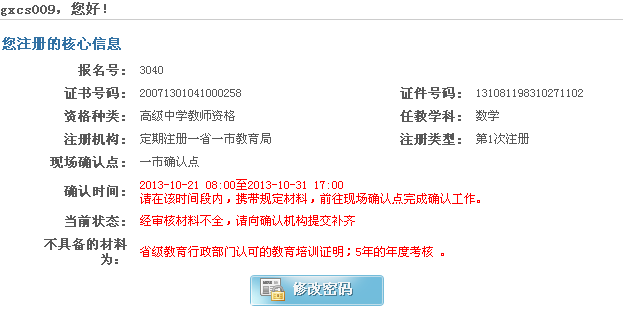 gxcs009，您好！
您注册的核心信息
报名号： 3040
证书号码： 20071301041000258 证件号码： 131081198310271102
资格种类： 高级中学教师资格 任教学科： 数学
注册机构： 定期注册一省一市教育局 注册类型： 第1次注册
现场确认点： 一市确认点
确认时间： 2013-10-21 08:00至2013-10-31 17:00
请在该时间段内，携带规定材料，前往现场确认点完成确认工作。
当前状态： 经审核材料不全，请向确认机构提交补齐
不具备的材料
为： 省级教育行政部门认可的教育培训证明；5年的年度考核 。
修改密码